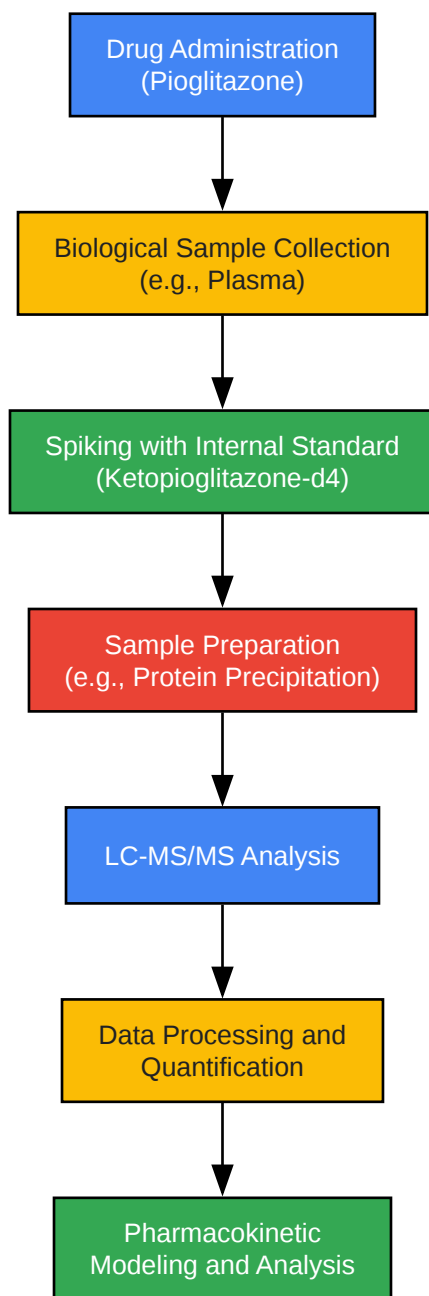 Drug Administration
(Pioglitazone)
Biological Sample Collection
(e.g., Plasma)
Spiking with Internal Standard
(Ketopioglitazone-d4)
Sample Preparation
(e.g., Protein Precipitation)
LC-MS/MS Analysis
Data Processing and
Quantification
Pharmacokinetic
Modeling and Analysis